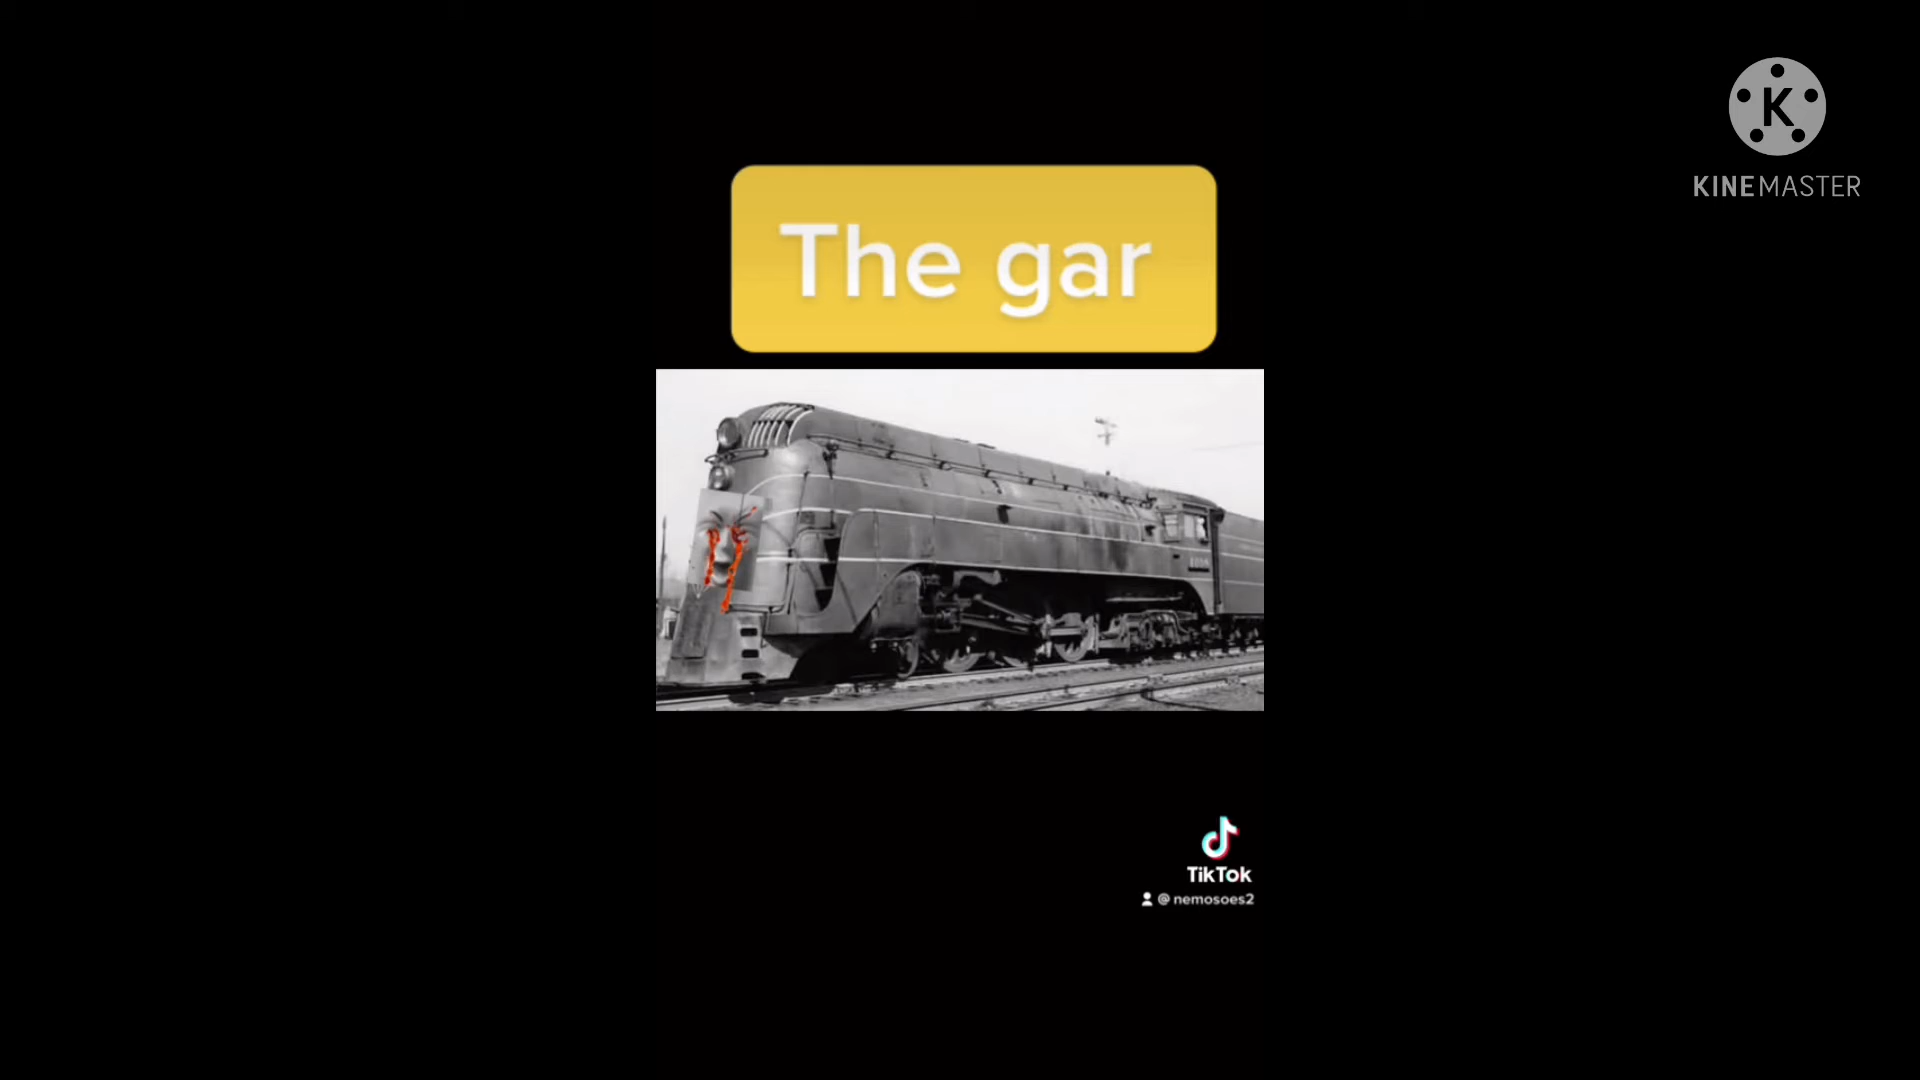 The gar
K
KINEMASTER
TikTok
@ nemosoes2